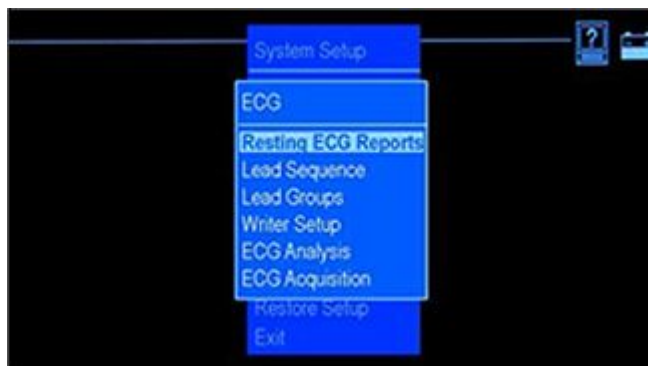 System Setup
?
ECG
Resting ECG Reports
Lead Sequence
Lead Groups
Writer Setup
ECG Analysis
ECG Acquisition
Restore Setup
Exit